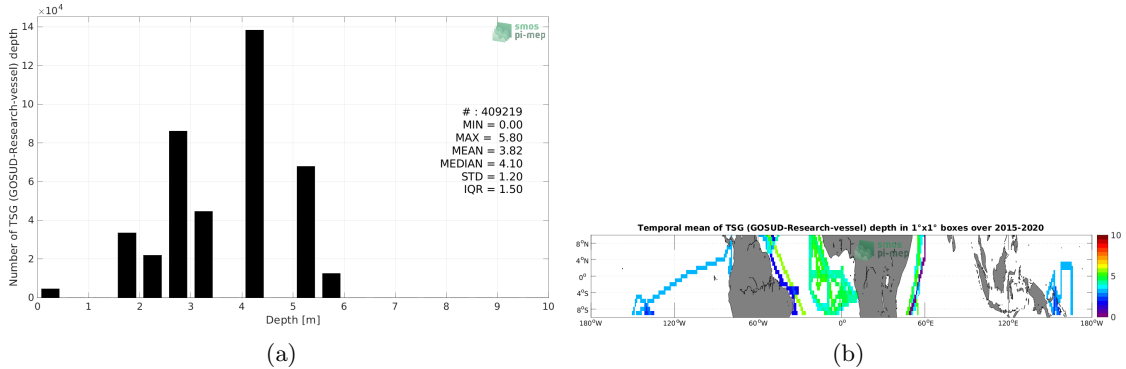 ×10⁴
14
12
10
8
6
4
2
0
Number of TSG (GOSUD-Research-vessel) depth
smos
pi-mep
# : 409219
MIN = 0.00
MAX = 5.80
MEAN = 3.82
MEDIAN = 4.10
STD = 1.20
IQR = 1.50
0 1 2 3 4 5 6 7 8 9 10
Depth [m]
(a)
Temporal mean of TSG (GOSUD-Research-vessel) depth in 1°x1° boxes over 2015-2020
smos
pi-mep
8°N
4°N
0°
4°S
8°S
180°W 120°W 60°W 0° 60°E 120°E 180°W
10
5
0
(b)